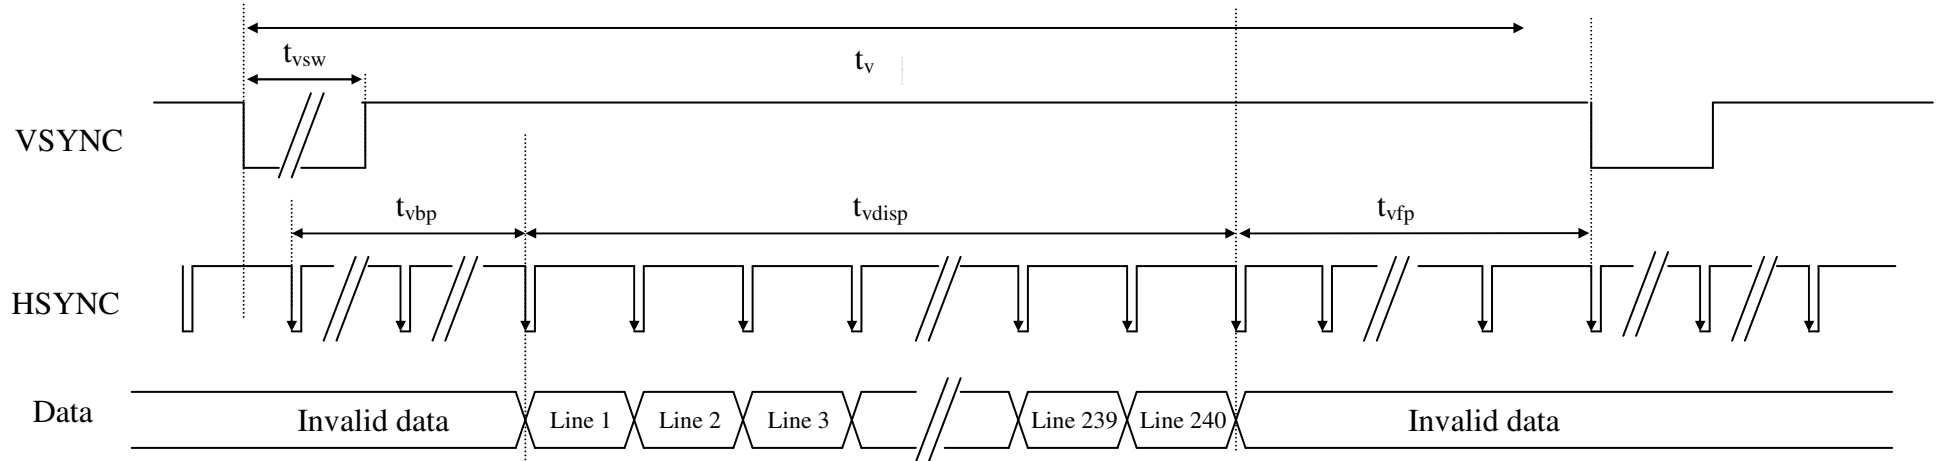 tvsw
tv
VSYNC
tvbp
tvdisp
tvfp
HSYNC
Data
Invalid data
Line 1
Line 2
Line 3
Line 239
Line 240
Invalid data